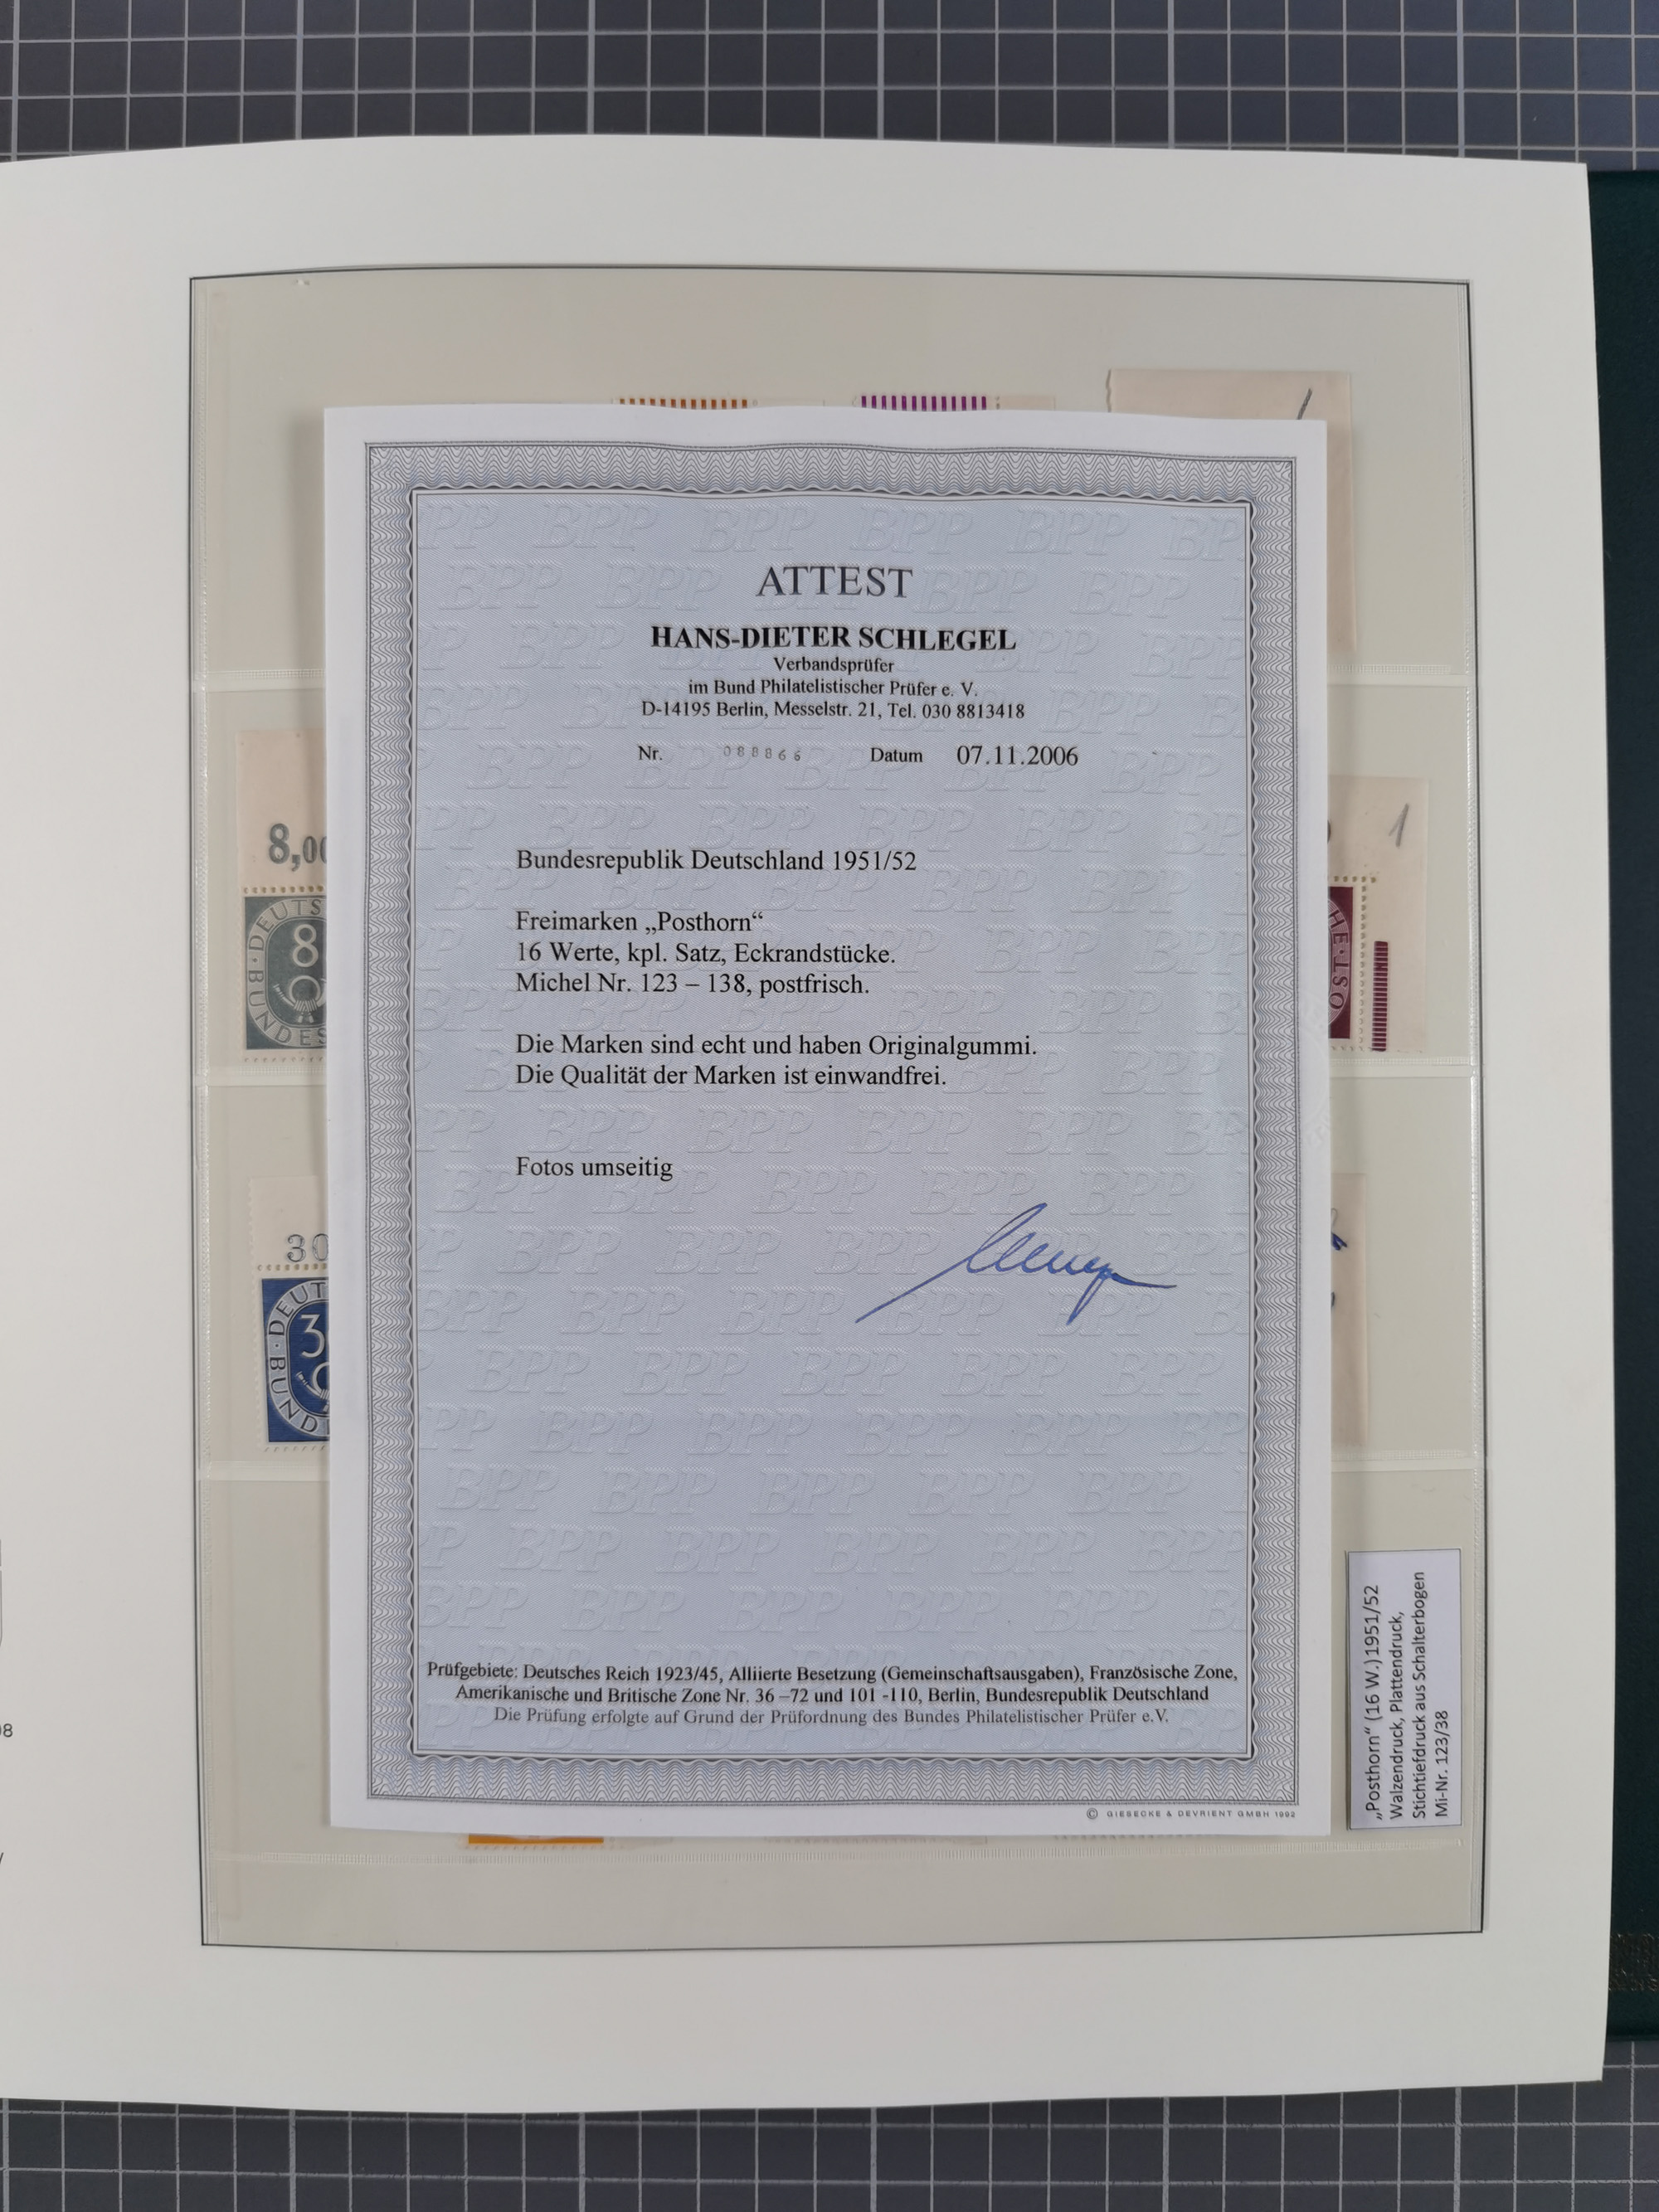 ATTEST
HANS-DIETER SCHLEGEL
Verbandsprüfer
im Bund Philatelistischer Prüfer e. V.
D-14195 Berlin, Messelstr. 21, Tel. 030 8813418
Nr. 088866 Datum 07.11.2006
Bundesrepublik Deutschland 1951/52
Freimarken „Posthorn“
16 Werte, kpl. Satz, Eckrandstücke.
Michel Nr. 123 – 138, postfrisch.
Die Marken sind echt und haben Originalgummi.
Die Qualität der Marken ist einwandfrei.
Fotos umseitig
Prüfgebiete: Deutsches Reich 1923/45, Alliierte Besetzung (Gemeinschaftsausgaben), Französische Zone,
Amerikanische und Britische Zone Nr. 36 –72 und 101 -110, Berlin, Bundesrepublik Deutschland
Die Prüfung erfolgte auf Grund der Prüfordnung des Bundes Philatelistischer Prüfer e.V.
© GIESECKE & DEVRIENT GMBH 1992
8,00
8
30
3
1
„Posthorn“ (16 W.) 1951/52
Walzendruck, Plattendruck,
Stichtiefdruck aus Schalterbogen
Mi-Nr. 123/38